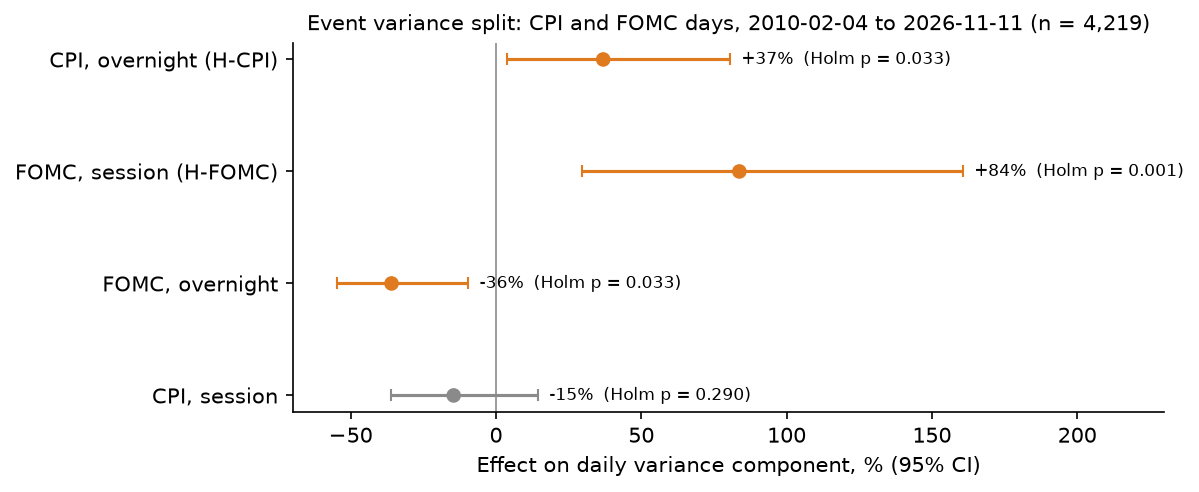 Event variance split: CPI and FOMC days, 2010-02-04 to 2026-11-11 (n = 4,219)
CPI, overnight (H-CPI)
+37% (Holm p = 0.033)
FOMC, session (H-FOMC)
+84% (Holm p = 0.001)
FOMC, overnight
-36% (Holm p = 0.033)
CPI, session
-15% (Holm p = 0.290)
−50 0 50 100 150 200
Effect on daily variance component, % (95% CI)